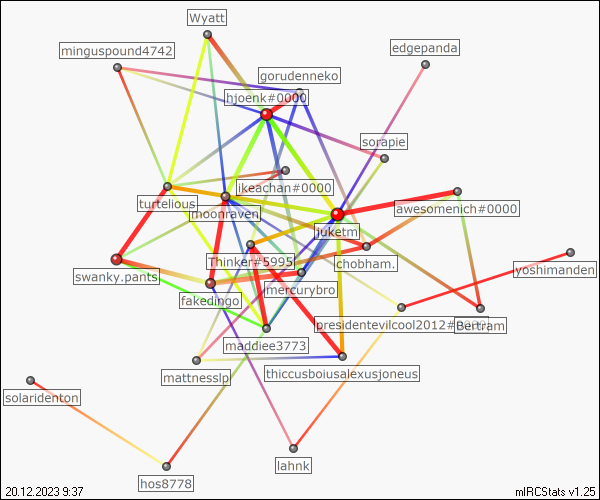 Wyatt
minguspound4742
edgepanda
gorudenneko
hjoenk#0000
sorapie
ikeachan#0000
turtelious
moonraven
awesomenich#0000
juketm
Thinker#5995
chobham.
swanky.pants
yoshimanden
fakedingo
mercurybro
presidentevilcool2012#
Bertram
maddiee3773
mattnesslp
thiccusboiusalexusjoneus
solaridenton
lahnk
hos8778
20.12.2023 9:37
mIRCStats v1.25